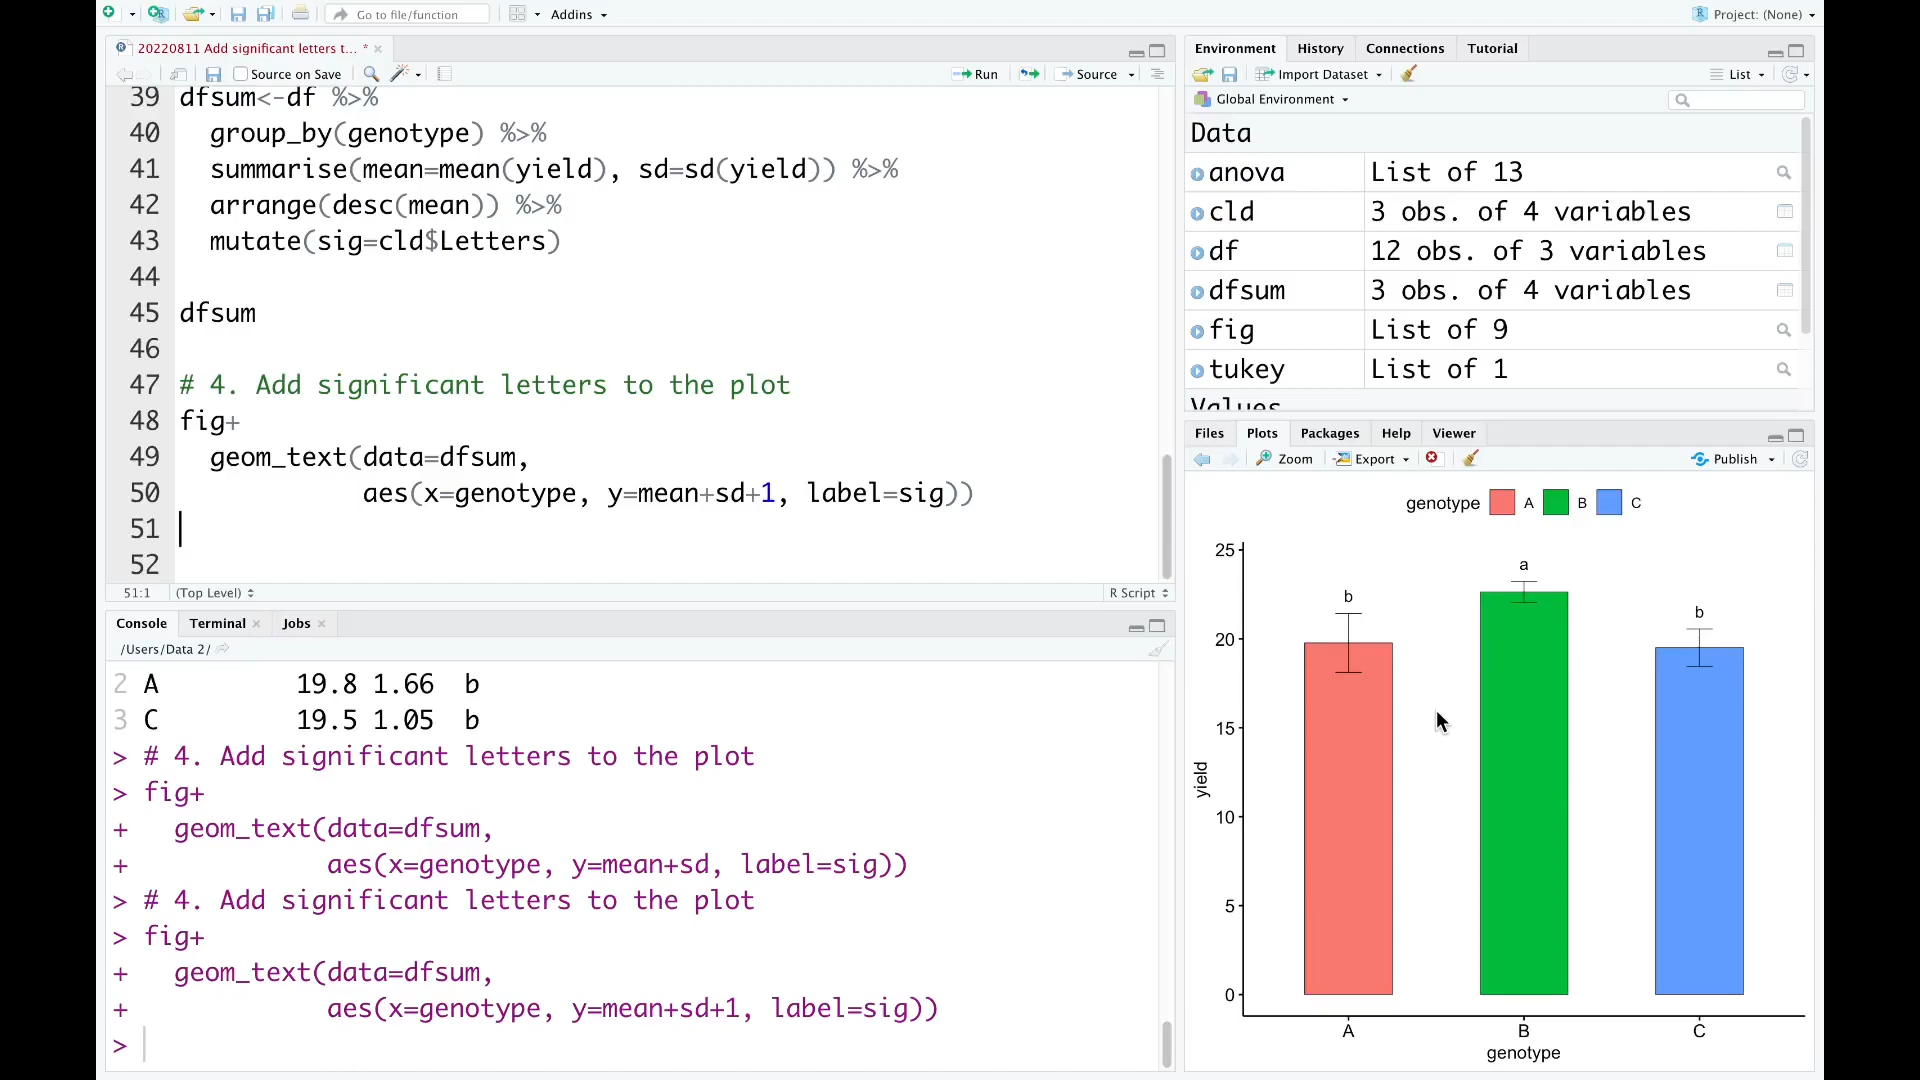 Go to file/function
Addins
Project: (None)
20220811 Add significant letters t... *
Source on Save
Run
Source
39 dfsum<-df %>%
40 group_by(genotype) %>%
41 summarise(mean=mean(yield), sd=sd(yield)) %>%
42 arrange(desc(mean)) %>%
43 mutate(sig=cld$Letters)
44
45 dfsum
46
47 # 4. Add significant letters to the plot
48 fig+
49 geom_text(data=dfsum,
50 aes(x=genotype, y=mean+sd+1, label=sig))
51
52
51:1 (Top Level) R Script
Console Terminal Jobs
/Users/Data 2/
2 A 19.8 1.66 b
3 C 19.5 1.05 b
> # 4. Add significant letters to the plot
> fig+
+ geom_text(data=dfsum,
+ aes(x=genotype, y=mean+sd, label=sig))
> # 4. Add significant letters to the plot
> fig+
+ geom_text(data=dfsum,
+ aes(x=genotype, y=mean+sd+1, label=sig))
>
Environment History Connections Tutorial
Import Dataset List
R Global Environment
Data
anova List of 13
cld 3 obs. of 4 variables
df 12 obs. of 3 variables
dfsum 3 obs. of 4 variables
fig List of 9
tukey List of 1
Values
Files Plots Packages Help Viewer
Zoom Export Publish
genotype A B C
25
20
15
10
5
0
yield
b
a
b
A B C
genotype